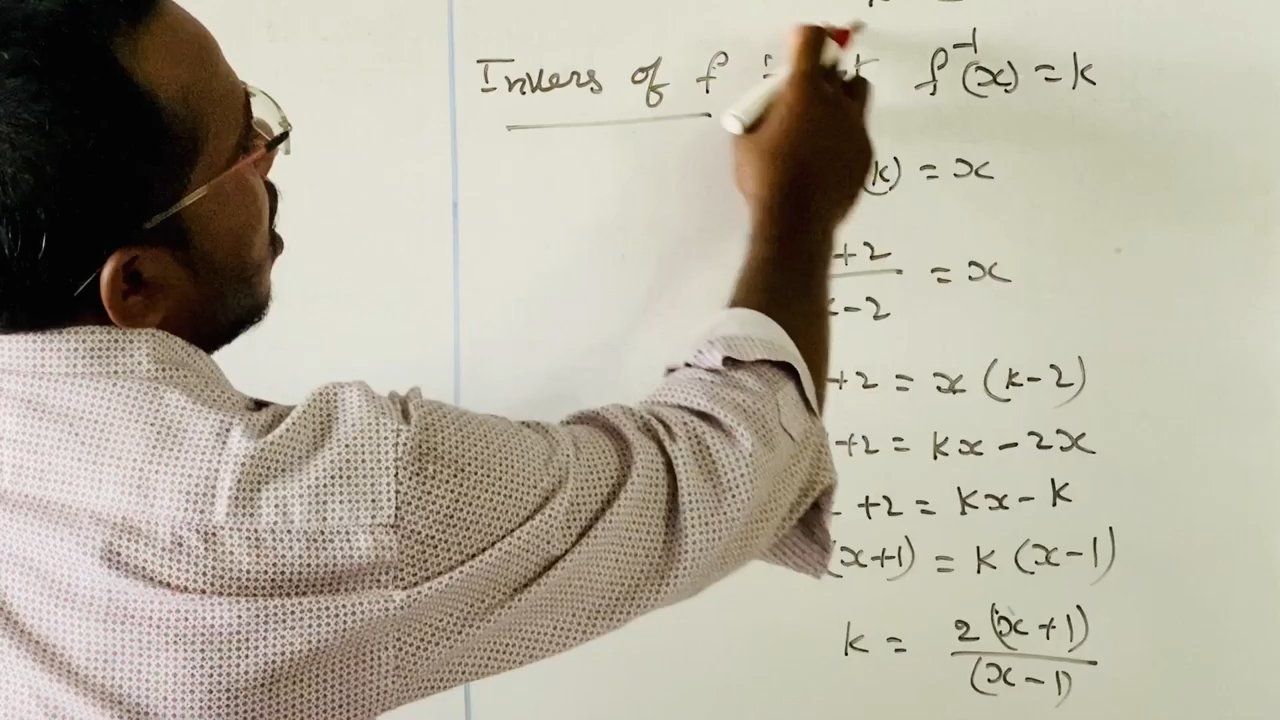 Invers of f f⁻¹(x) = k
(k) = x
+2
= x
-2
+2 = x (k-2)
+2 = kx - 2x
+2 = kx - k
(x+1) = k (x-1)
k = 2(x+1)
(x-1)